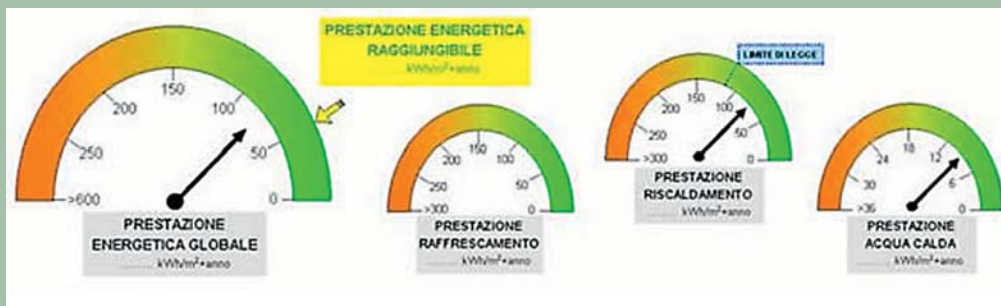 PRESTAZIONE ENERGETICA
RAGGIUNGIBILE
kWh/m²•anno
>600
250
200
150
100
50
0
PRESTAZIONE
ENERGETICA GLOBALE
kWh/m²•anno
>300
250
200
150
100
50
0
PRESTAZIONE
RAFFRESCAMENTO
kWh/m²•anno
LIMITE DI LEGGE
>300
250
200
150
100
50
0
PRESTAZIONE
RISCALDAMENTO
kWh/m²•anno
>36
30
24
18
12
6
0
PRESTAZIONE
ACQUA CALDA
kWh/m²•anno